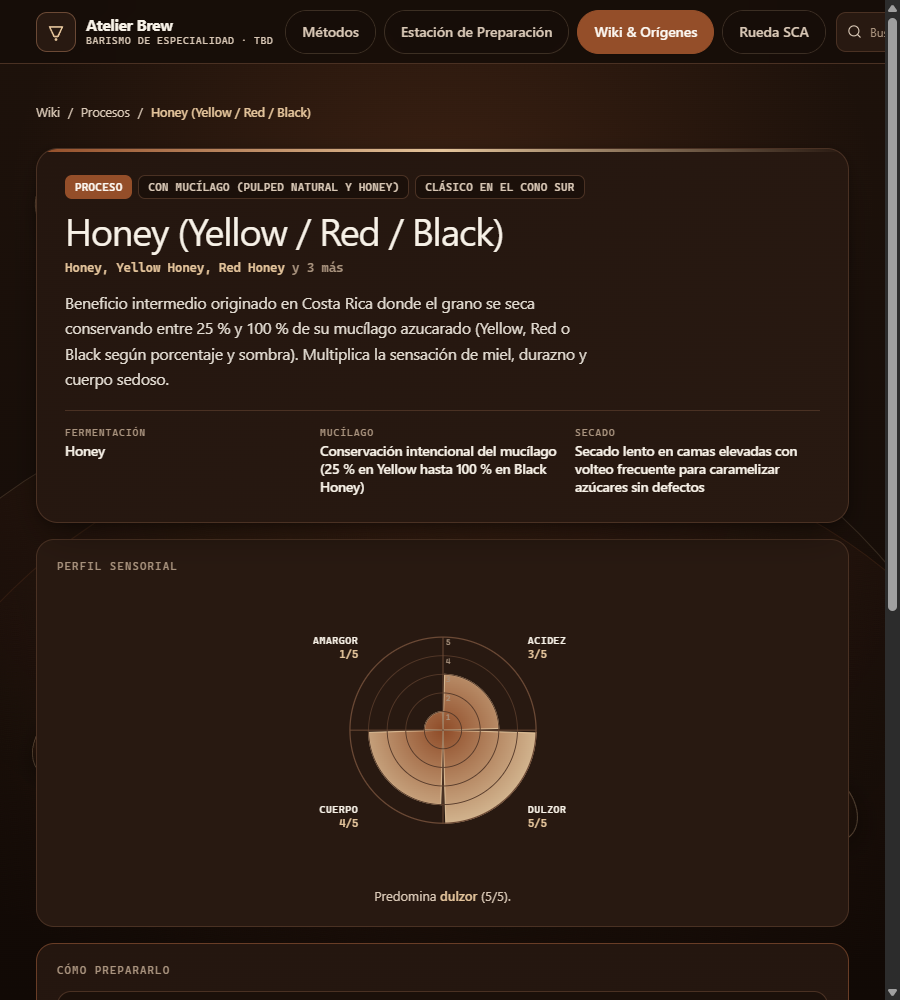 Atelier Brew
BARISMO DE ESPECIALIDAD · TBD
Métodos
Estación de Preparación
Wiki & Orígenes
Rueda SCA
Wiki / Procesos / Honey (Yellow / Red / Black)
PROCESO
CON MUCÍLAGO (PULPED NATURAL Y HONEY)
CLÁSICO EN EL CONO SUR
Honey (Yellow / Red / Black)
Honey, Yellow Honey, Red Honey y 3 más
Beneficio intermedio originado en Costa Rica donde el grano se seca
conservando entre 25 % y 100 % de su mucílago azucarado (Yellow, Red o
Black según porcentaje y sombra). Multiplica la sensación de miel, durazno y
cuerpo sedoso.
FERMENTACIÓN
Honey
MUCÍLAGO
Conservación intencional del mucílago
(25 % en Yellow hasta 100 % en Black
Honey)
SECADO
Secado lento en camas elevadas con
volteo frecuente para caramelizar
azúcares sin defectos
PERFIL SENSORIAL
AMARGOR
1/5
ACIDEZ
3/5
5
4
1
CUERPO
4/5
DULZOR
5/5
Predomina dulzor (5/5).
CÓMO PREPARARLO